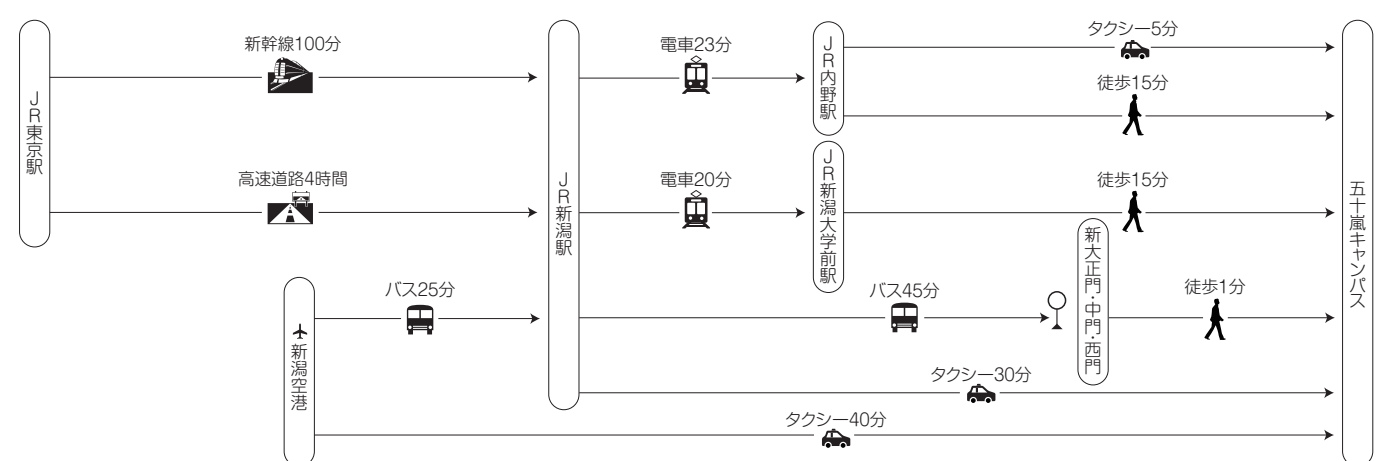 JR東京駅
新幹線100分
高速道路4時間
新潟空港
バス25分
JR新潟駅
電車23分
JR内野駅
タクシー5分
徒歩15分
電車20分
JR新潟大学前駅
徒歩15分
バス45分
新大正門・中門・西門
徒歩1分
タクシー30分
タクシー40分
五十嵐キャンパス